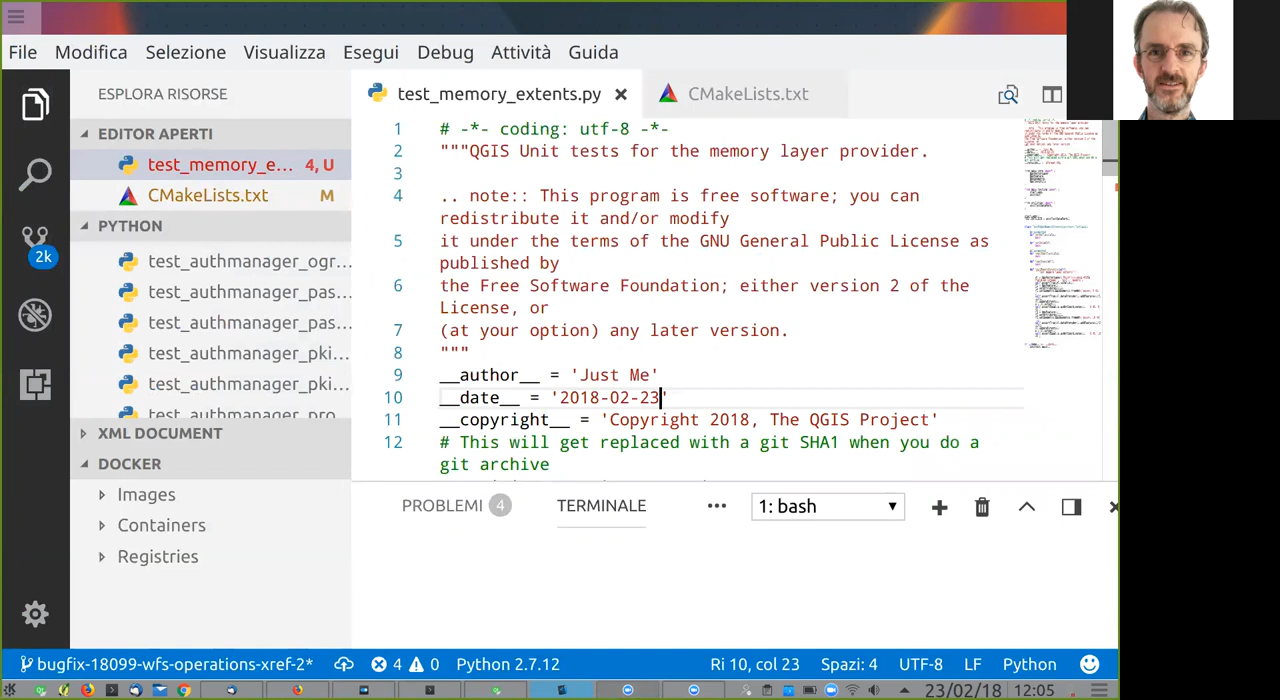 File Modifica Selezione Visualizza Esegui Debug Attività Guida
ESPLORA RISORSE
EDITOR APERTI
test_memory_e... 4, U
CMakeLists.txt M
PYTHON
test_authmanager_ogr...
test_authmanager_pas...
test_authmanager_pas...
test_authmanager_pki...
test_authmanager_pki...
test_authmanager_pro
XML DOCUMENT
DOCKER
Images
Containers
Registries
2k
test_memory_extents.py CMakeLists.txt
1 # -*- coding: utf-8 -*-
2 """QGIS Unit tests for the memory layer provider.
3
4 .. note:: This program is free software; you can
redistribute it and/or modify
5 it under the terms of the GNU General Public License as
published by
6 the Free Software Foundation; either version 2 of the
License, or
7 (at your option) any later version.
8 """
9 __author__ = 'Just Me'
10 __date__ = '2018-02-23'
11 __copyright__ = 'Copyright 2018, The QGIS Project'
12 # This will get replaced with a git SHA1 when you do a
git archive
PROBLEMI 4 TERMINALE ••• 1: bash
bugfix-18099-wfs-operations-xref-2* 4 0 Python 2.7.12 Ri 10, col 23 Spazi: 4 UTF-8 LF Python
23/02/18 12:05